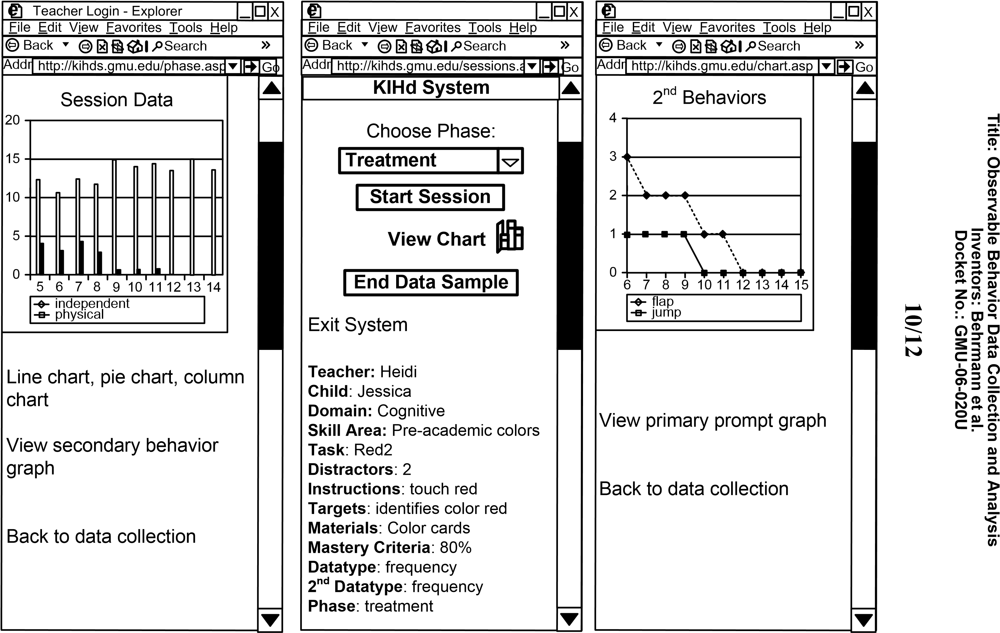 Teacher Login - Explorer
_ X
File Edit View Favorites Tools Help
Back Search »
Addr http://kihds.gmu.edu/phase.asp Go
Session Data
20
15
10
5
0
5 6 7 8 9 10 11 12 13 14
independent
physical
Line chart, pie chart, column
chart
View secondary behavior
graph
Back to data collection
_ X
File Edit View Favorites Tools Help
Back Search »
Addr http://kihds.gmu.edu/sessions.a Go
KIHd System
Choose Phase:
Treatment
Start Session
View Chart
End Data Sample
Exit System
Teacher: Heidi
Child: Jessica
Domain: Cognitive
Skill Area: Pre-academic colors
Task: Red2
Distractors: 2
Instructions: touch red
Targets: identifies color red
Materials: Color cards
Mastery Criteria: 80%
Datatype: frequency
2nd Datatype: frequency
Phase: treatment
_ X
File Edit View Favorites Tools Help
Back Search »
Addr http://kihds.gmu.edu/chart.asp Go
2nd Behaviors
4
3
2
1
0
6 7 8 9 10 11 12 13 14 15
flap
jump
View primary prompt graph
Back to data collection
Title: Observable Behavior Data Collection and Analysis
Inventors: Behrmann et al.
Docket No.: GMU-06-020U
10/12